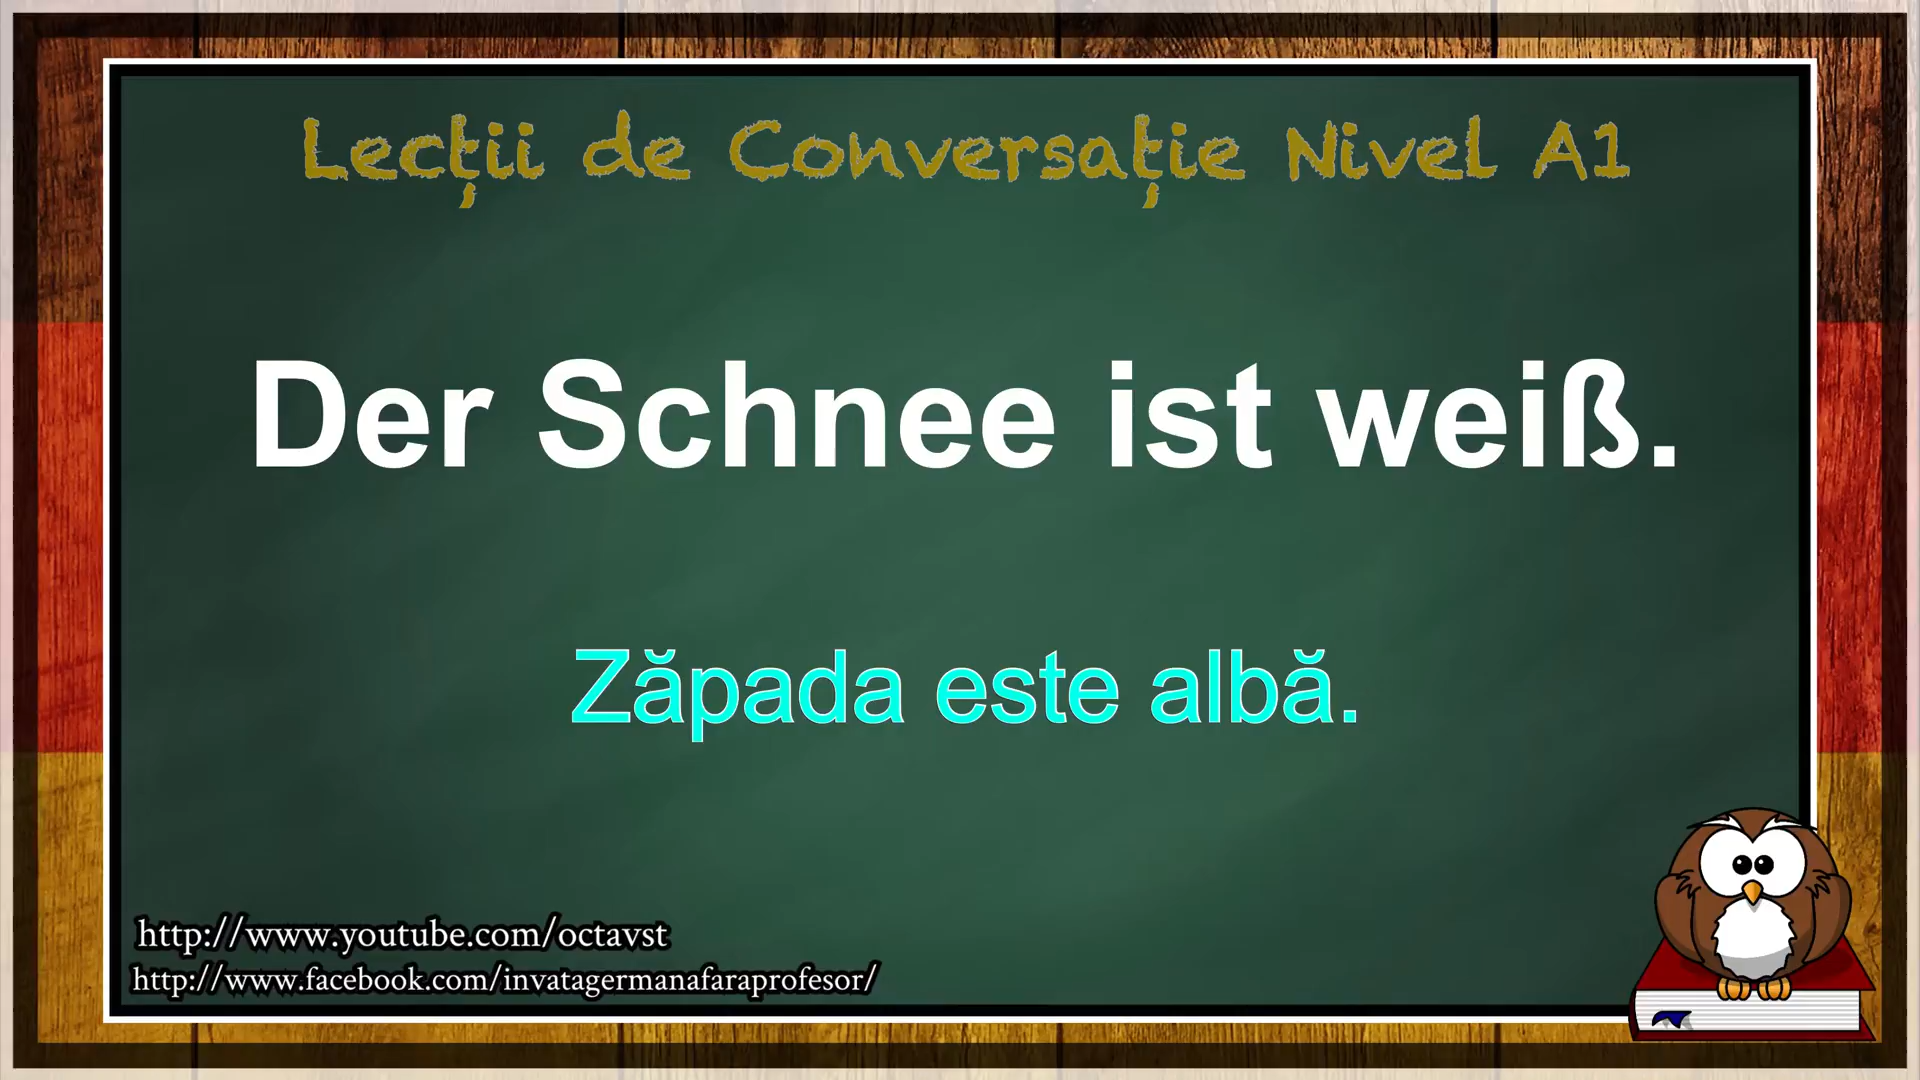 Lecții de Conversație Nivel A1
Der Schnee ist weiß.
Zăpada este albă.
http://www.youtube.com/octavst
http://www.facebook.com/invatagermanafaraprofesor/